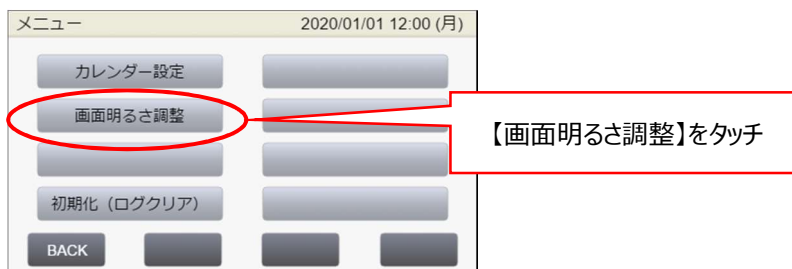 メニュー 2020/01/01 12:00 (月)
カレンダー設定
画面明るさ調整
【画面明るさ調整】をタッチ
初期化（ログクリア）
BACK